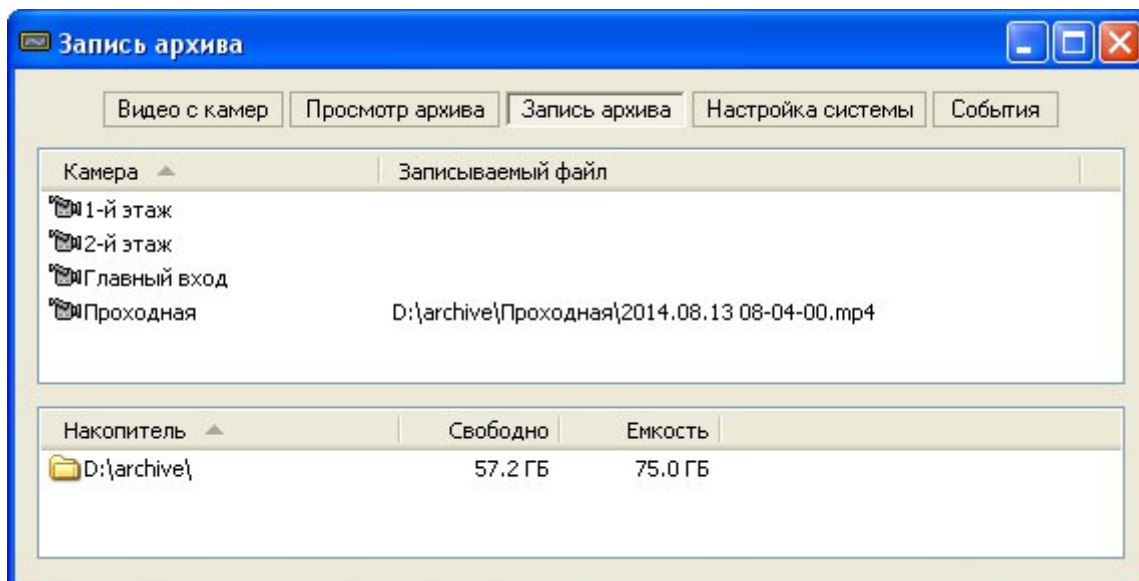 Запись архива
Видео с камер Просмотр архива Запись архива Настройка системы События
Камера Записываемый файл
1-й этаж
2-й этаж
Главный вход
Проходная D:\archive\Проходная\2014.08.13 08-04-00.mp4
Накопитель Свободно Емкость
D:\archive\ 57.2 ГБ 75.0 ГБ